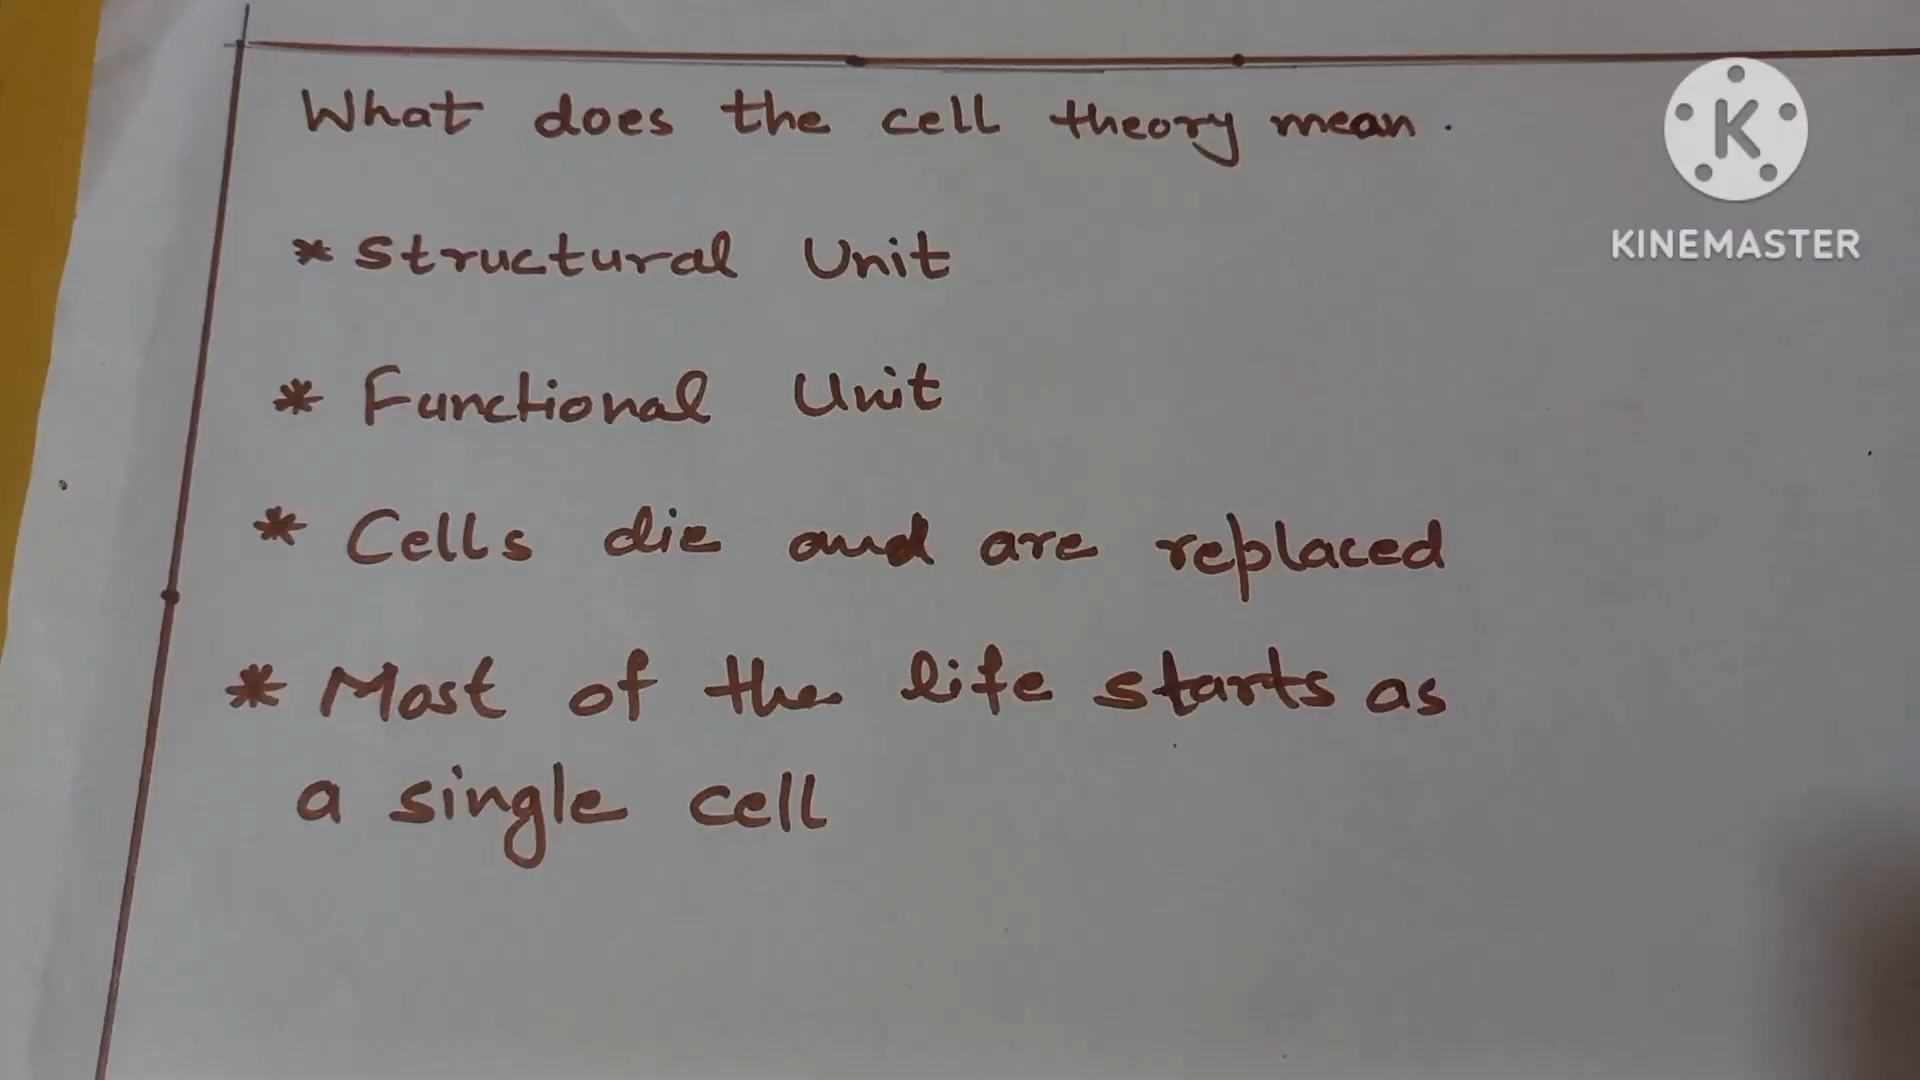 What does the cell theory mean.
K
KINEMASTER
* Structural Unit
* Functional Unit
* Cells die and are replaced
* Most of the life starts as
a single cell